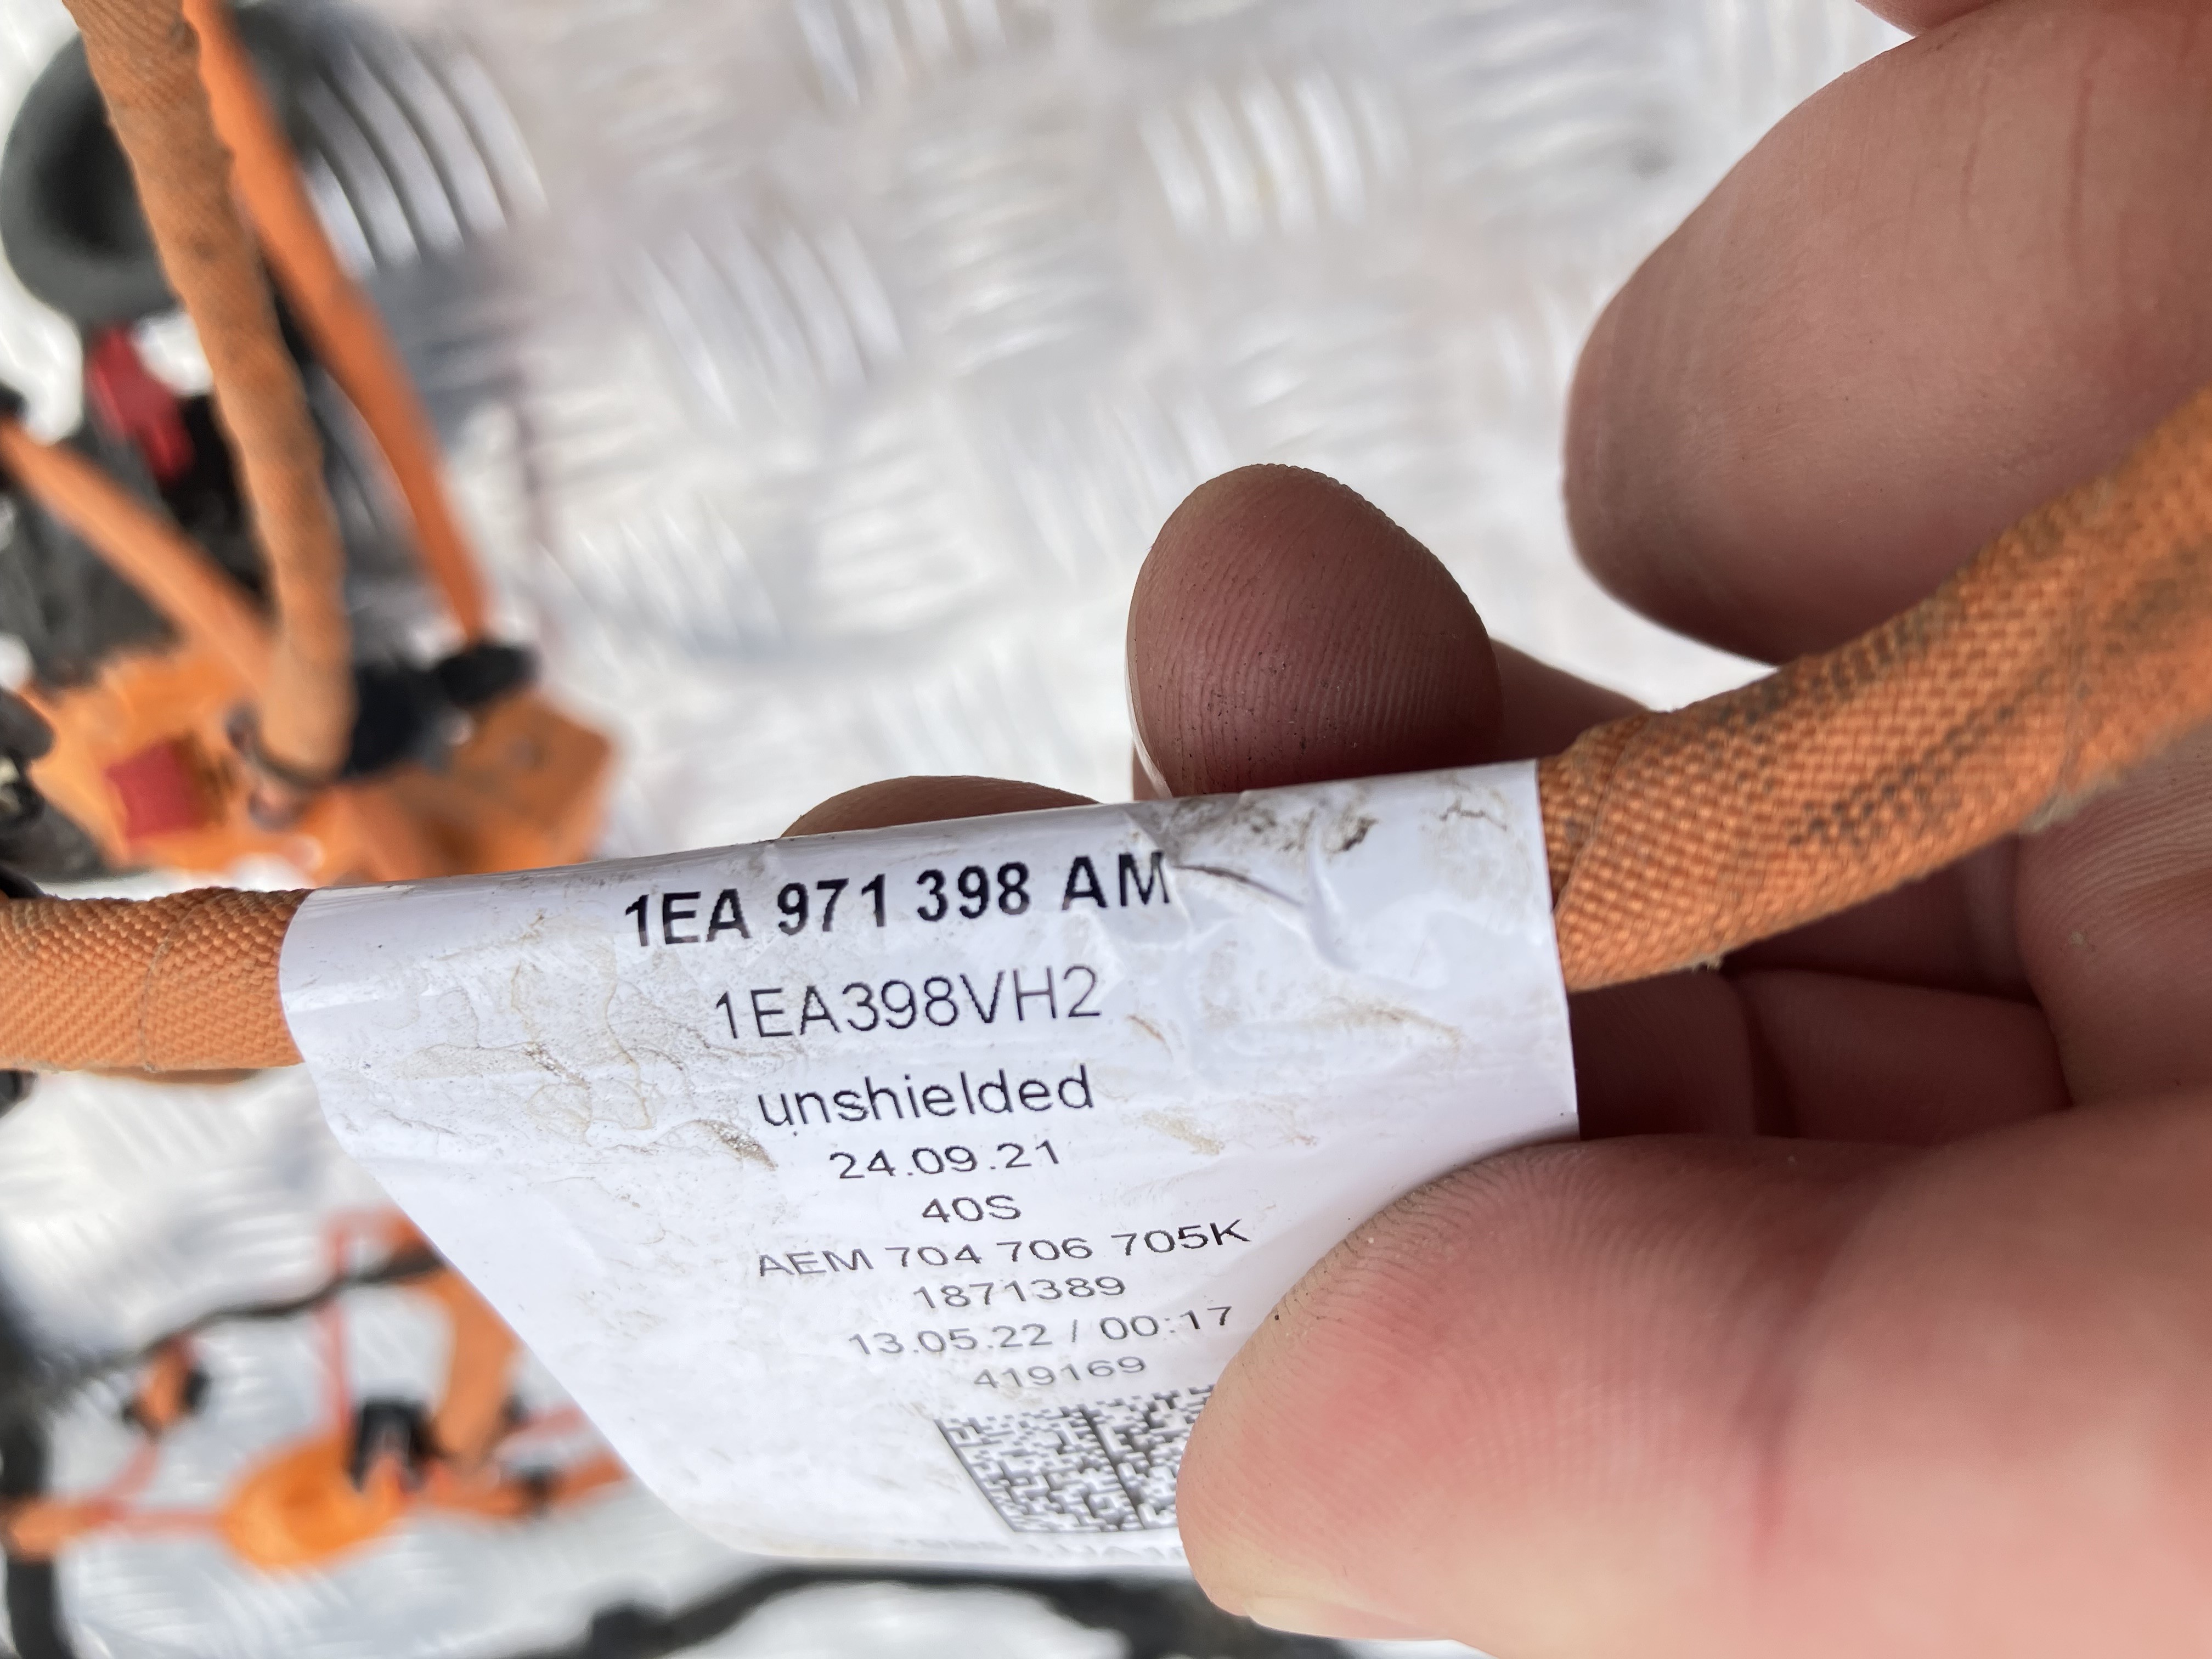 1EA 971 398 AM
1EA398VH2
unshielded
24.09.21
40S
AEM 704 706 705K
1871389
13.05.22 / 00:17
419169